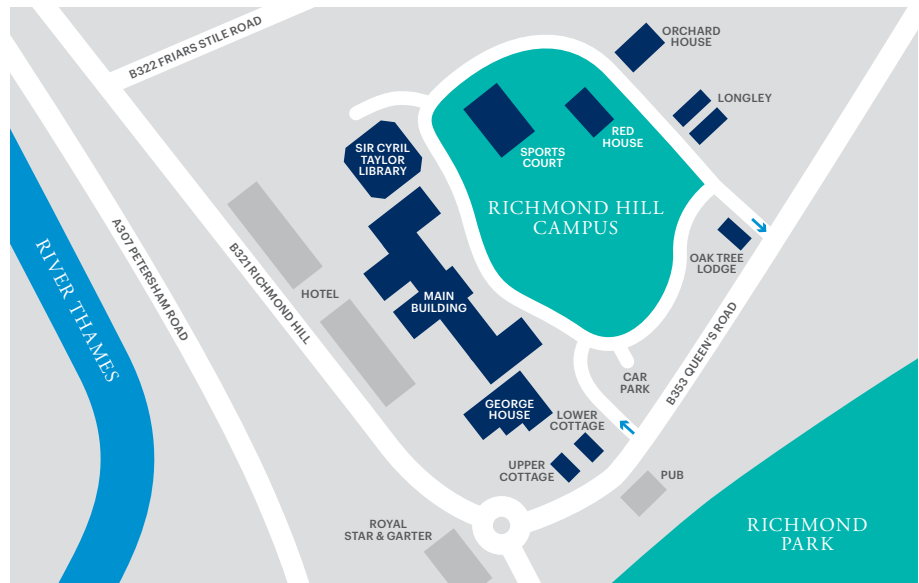 B322 FRIARS STILE ROAD
ORCHARD
HOUSE
LONGLEY
SIR CYRIL
TAYLOR
LIBRARY
SPORTS
COURT
RED
HOUSE
RICHMOND HILL
CAMPUS
A307 PETERSHAM ROAD
RIVER THAMES
B321 RICHMOND HILL
HOTEL
MAIN
BUILDING
OAK TREE
LODGE
B353 QUEEN'S ROAD
CAR
PARK
GEORGE
HOUSE
LOWER
COTTAGE
UPPER
COTTAGE
PUB
ROYAL
STAR & GARTER
RICHMOND
PARK